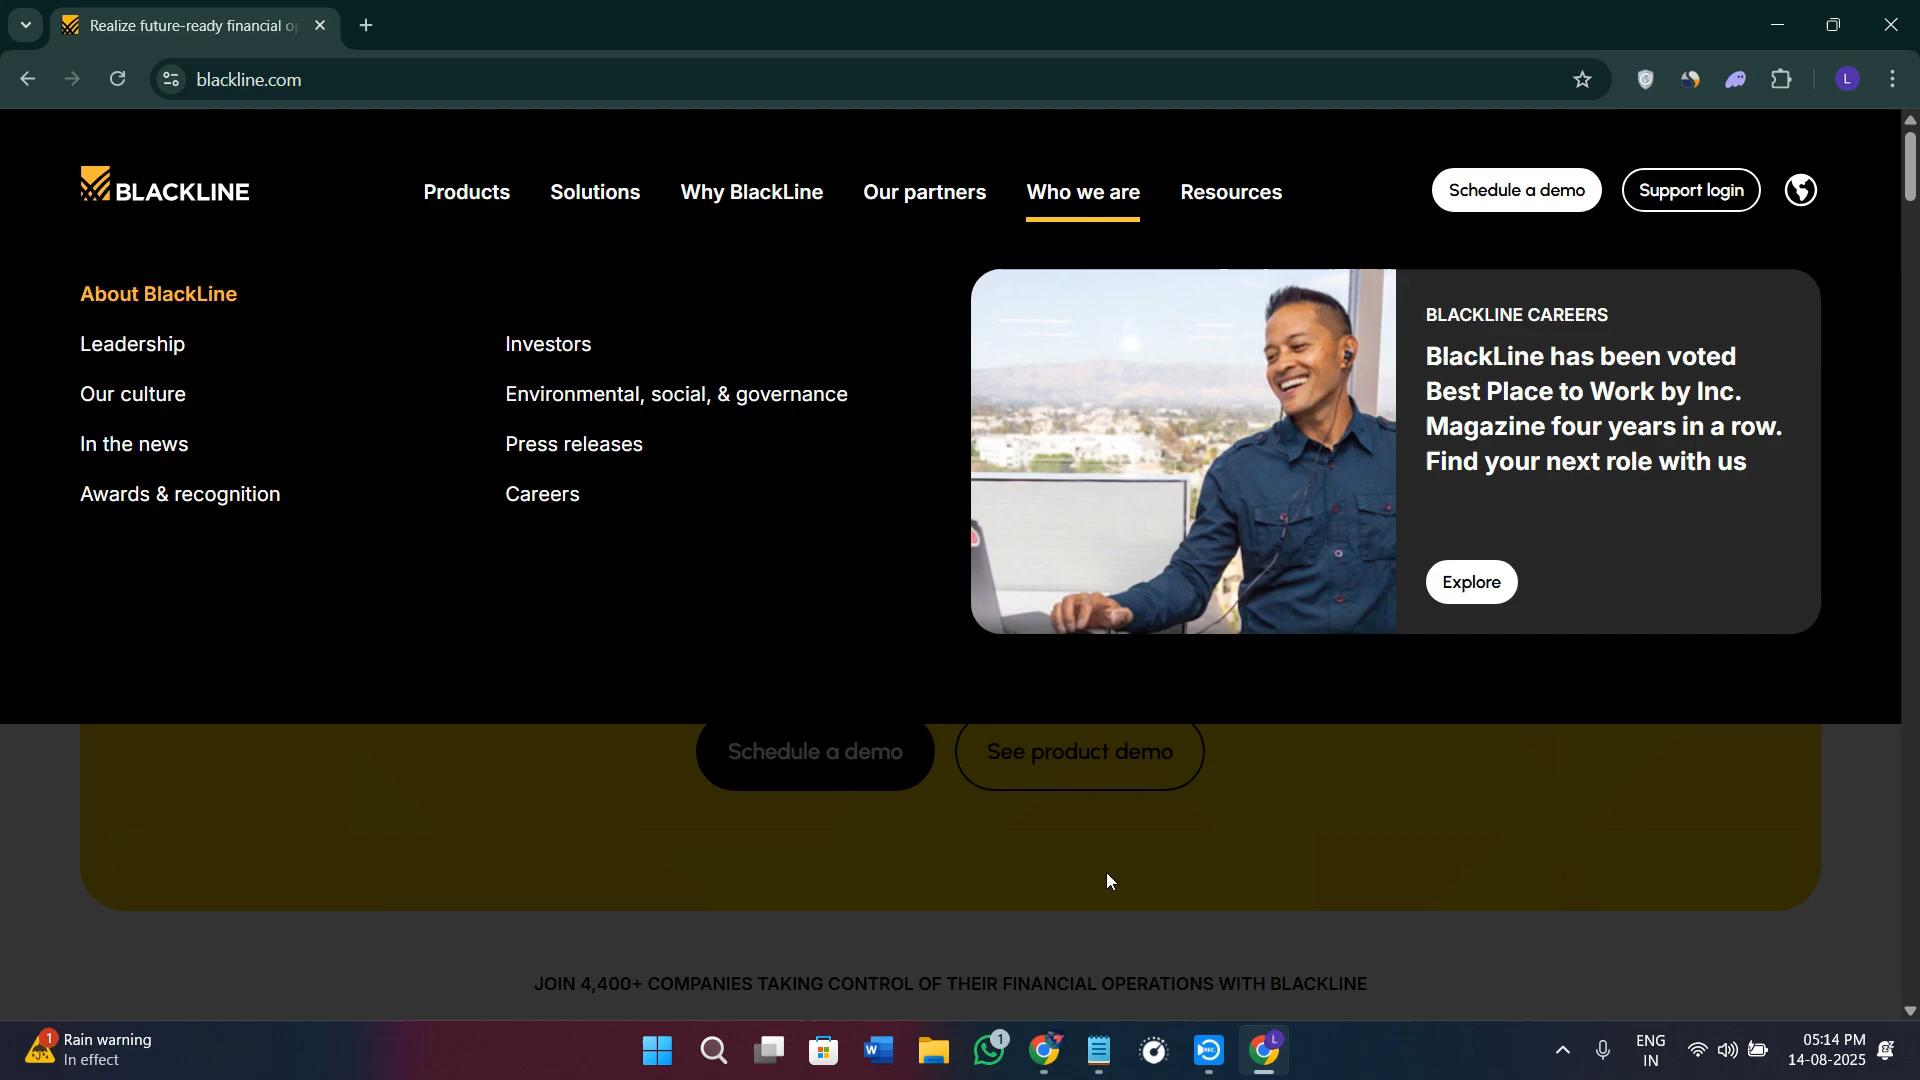 Realize future-ready financial o
blackline.com
L
BLACKLINE
Products
Solutions
Why BlackLine
Our partners
Who we are
Resources
Schedule a demo
Support login
About BlackLine
Leadership
Our culture
In the news
Awards & recognition
Investors
Environmental, social, & governance
Press releases
Careers
BLACKLINE CAREERS
BlackLine has been voted
Best Place to Work by Inc.
Magazine four years in a row.
Find your next role with us
Explore
Schedule a demo
See product demo
JOIN 4,400+ COMPANIES TAKING CONTROL OF THEIR FINANCIAL OPERATIONS WITH BLACKLINE
1
Rain warning
In effect
W
1
L
ENG
IN
05:14 PM
14-08-2025